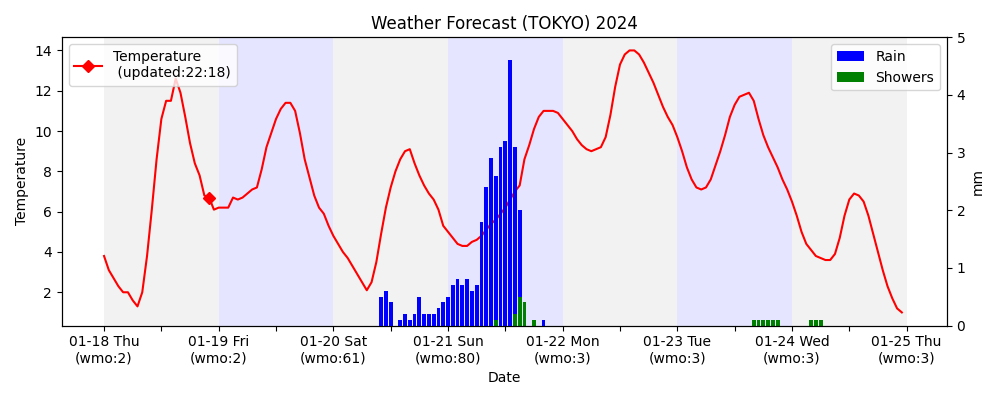 Weather Forecast (TOKYO) 2024
Temperature
(updated:22:18)
Rain
Showers
Temperature
14
12
10
8
6
4
2
5
4
3
2
1
0
mm
01-18 Thu
(wmo:2)
01-19 Fri
(wmo:2)
01-20 Sat
(wmo:61)
01-21 Sun
(wmo:80)
01-22 Mon
(wmo:3)
01-23 Tue
(wmo:3)
01-24 Wed
(wmo:3)
01-25 Thu
(wmo:3)
Date